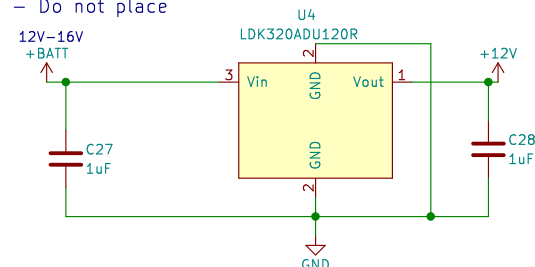 - Do not place
U4
12V-16V
LDK320ADU120R
+BATT
+12V
2
3
Vin
GND
Vout
1
C27
1uF
C28
1uF
GND
2
GND